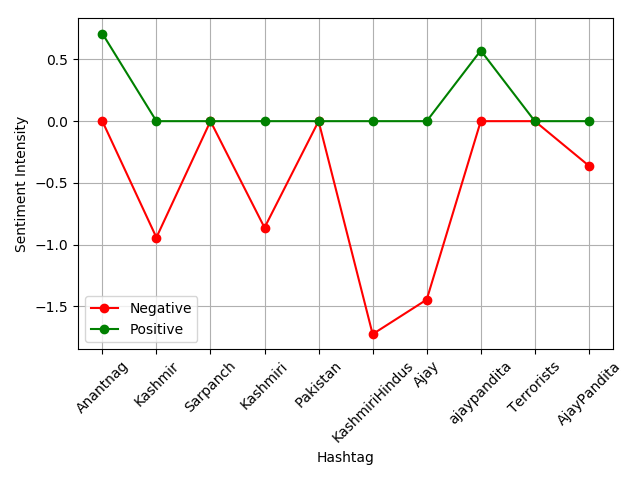 0.5
0.0
−0.5
−1.0
−1.5
Sentiment Intensity
Negative
Positive
Anantnag
Kashmir
Sarpanch
Kashmiri
Pakistan
KashmiriHindus
Ajay
ajaypandita
Terrorists
AjayPandita
Hashtag